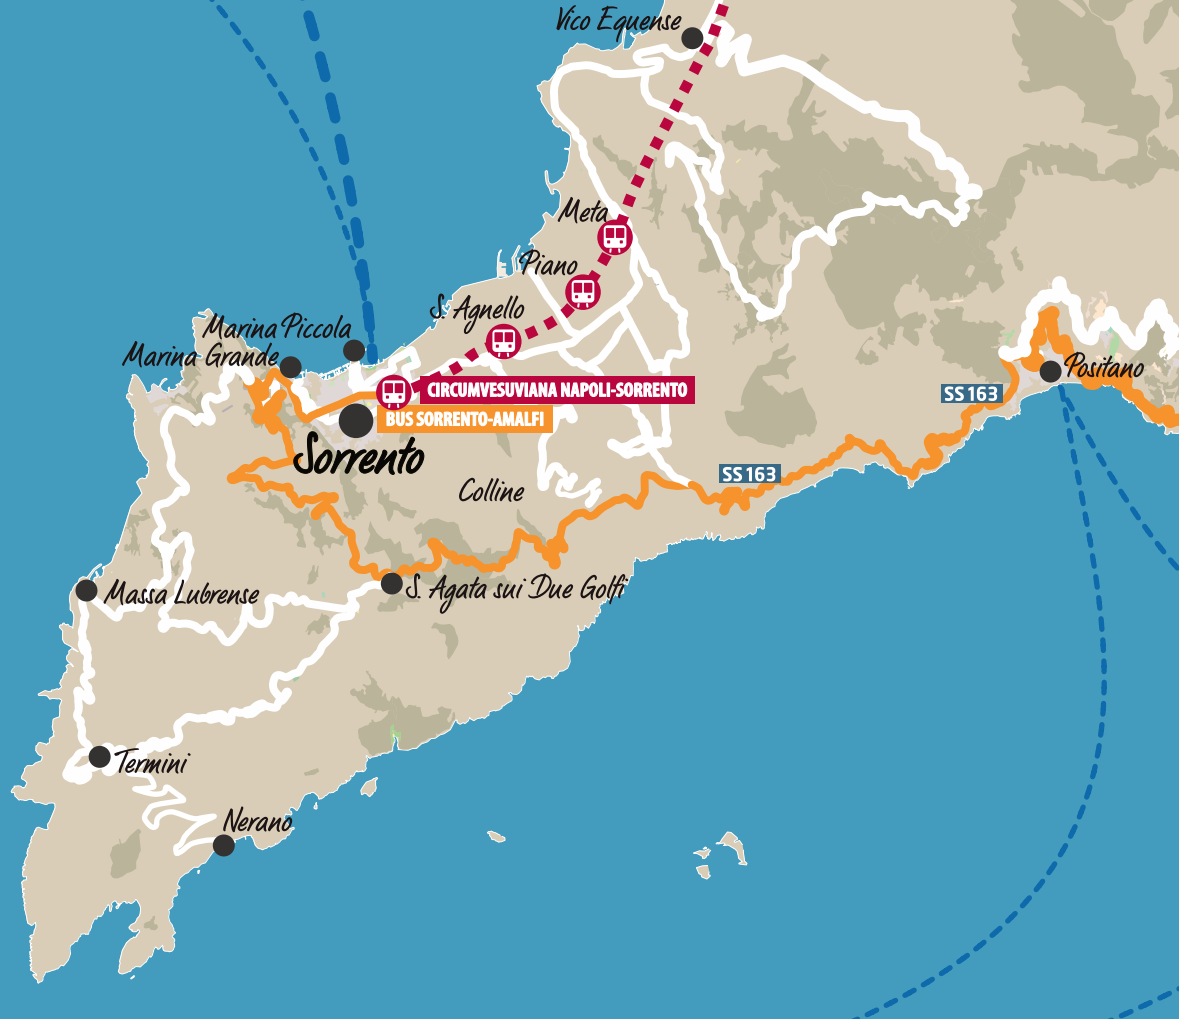 Vico Equense
Meta
Piano
S. Agnello
Marina Piccola
Marina Grande
Positano
CIRCUMVESUVIANA NAPOLI-SORRENTO
SS 163
BUS SORRENTO-AMALFI
Sorrento
SS 163
Colline
S. Agata sui Due Golfi
Massa Lubrense
Termini
Nerano